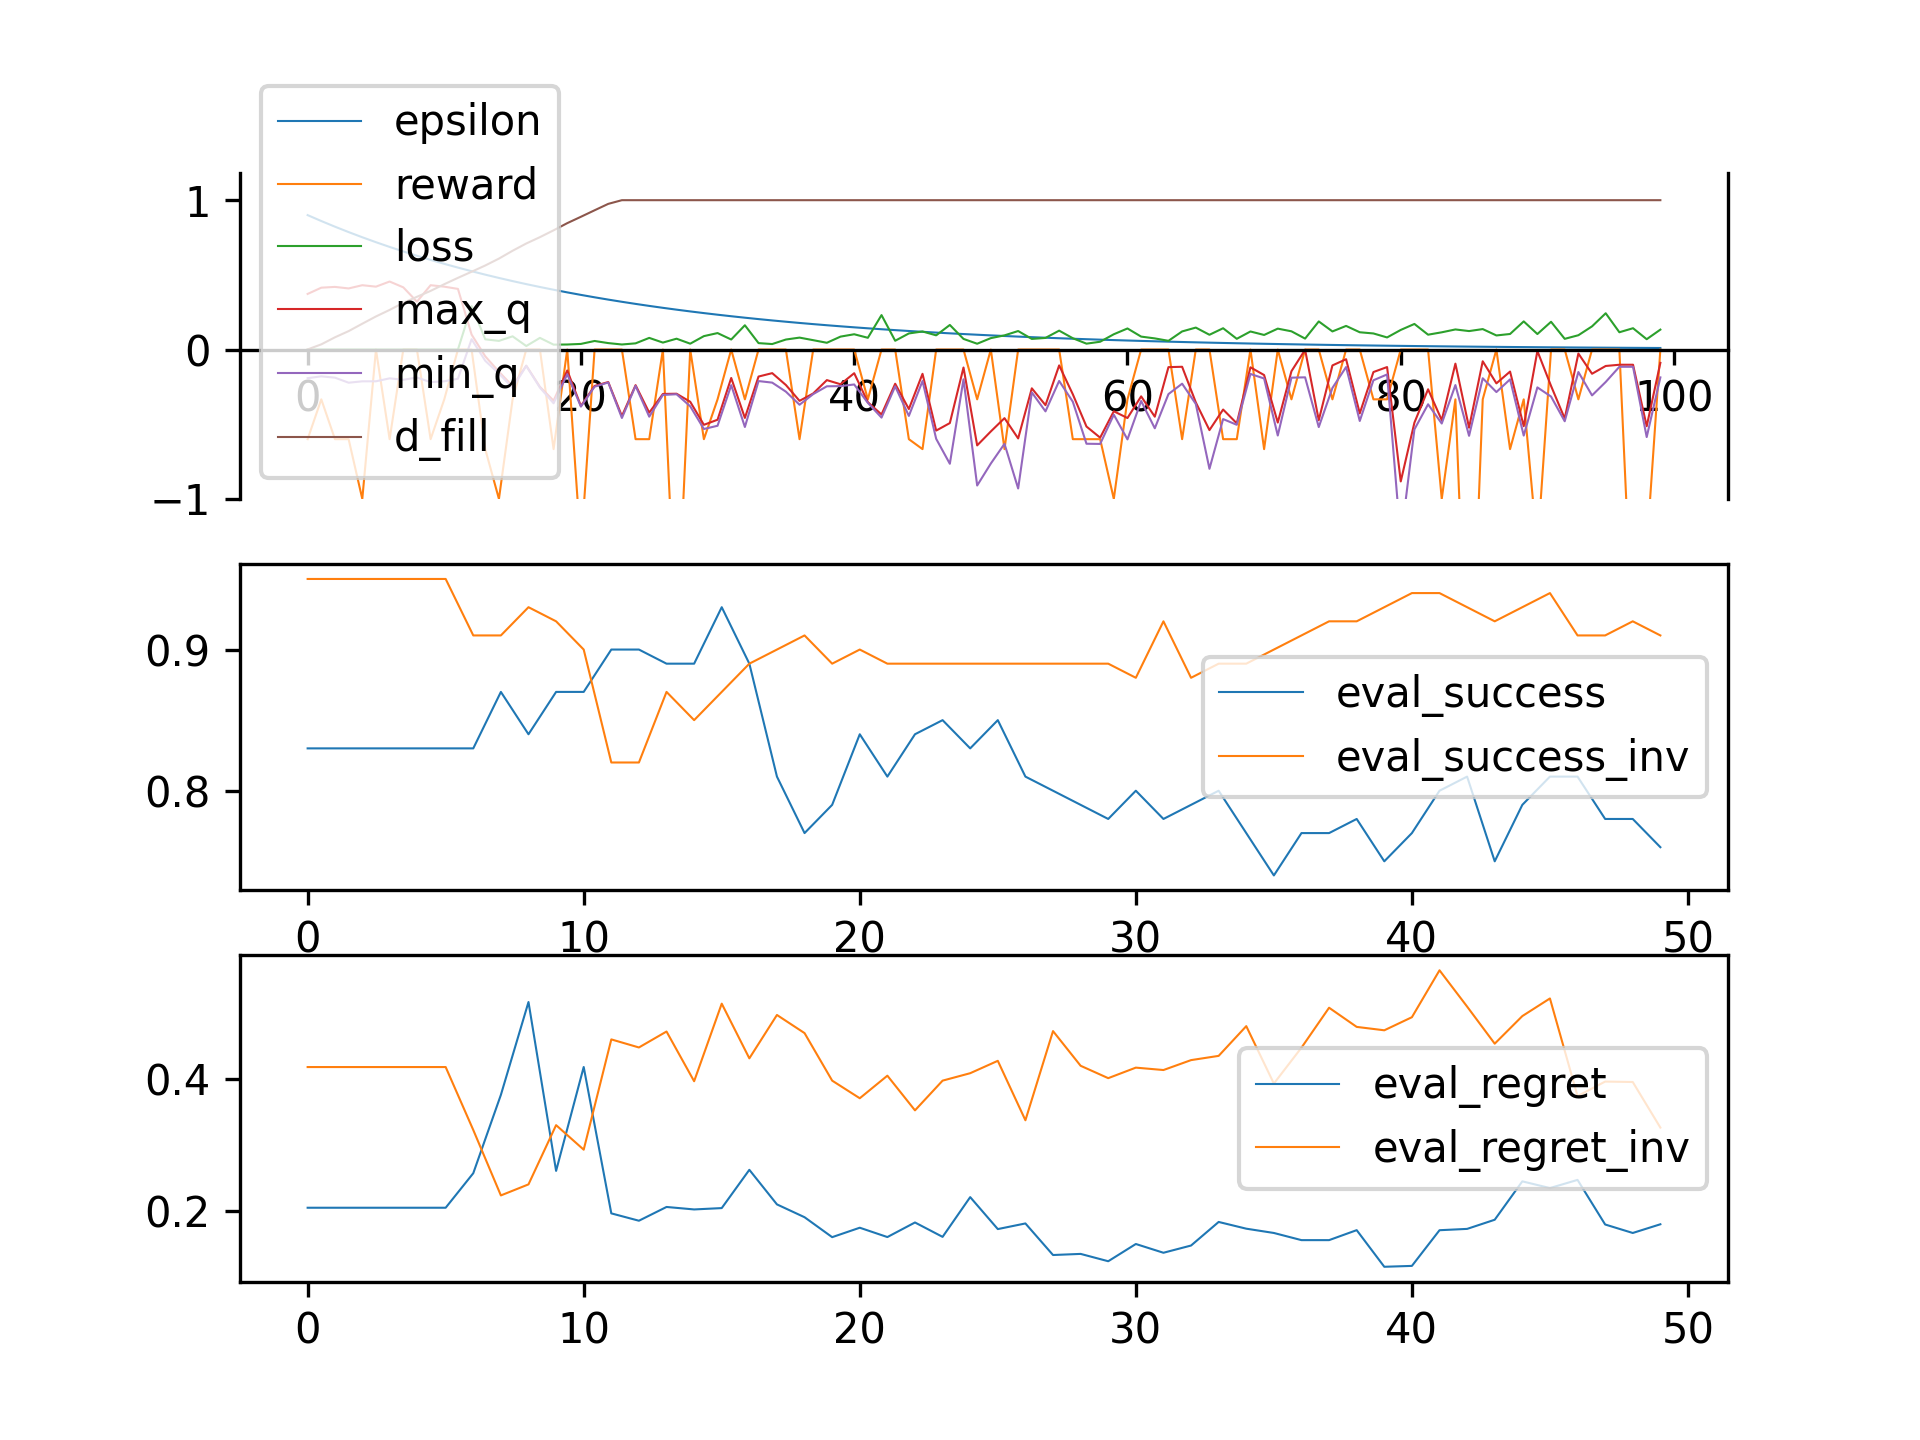 epsilon
reward
loss
max_q
min_q
d_fill
1
0
−1
0 20 40 60 80 100
0.9
0.8
eval_success
eval_success_inv
0 10 20 30 40 50
0.4
0.2
eval_regret
eval_regret_inv
0 10 20 30 40 50